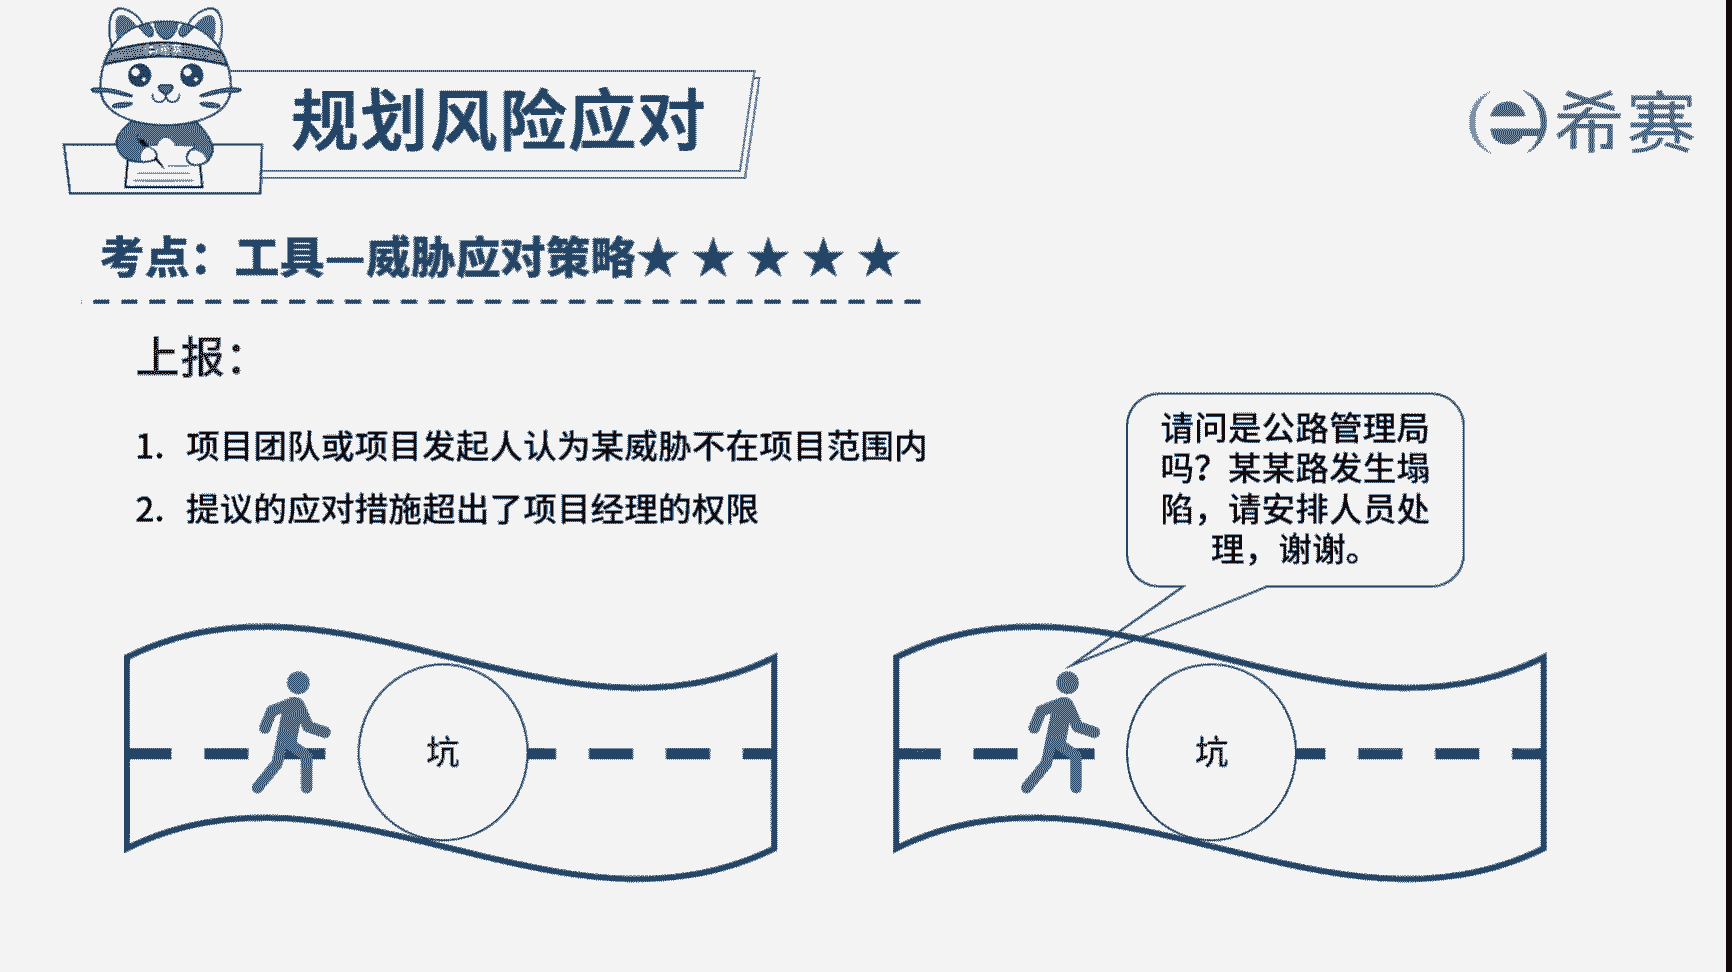 规划风险应对
希赛
考点：工具—威胁应对策略★★★★★
上报：
1. 项目团队或项目发起人认为某威胁不在项目范围内
2. 提议的应对措施超出了项目经理的权限
请问是公路管理局
吗？某某路发生塌
陷，请安排人员处
理，谢谢。
坑
坑